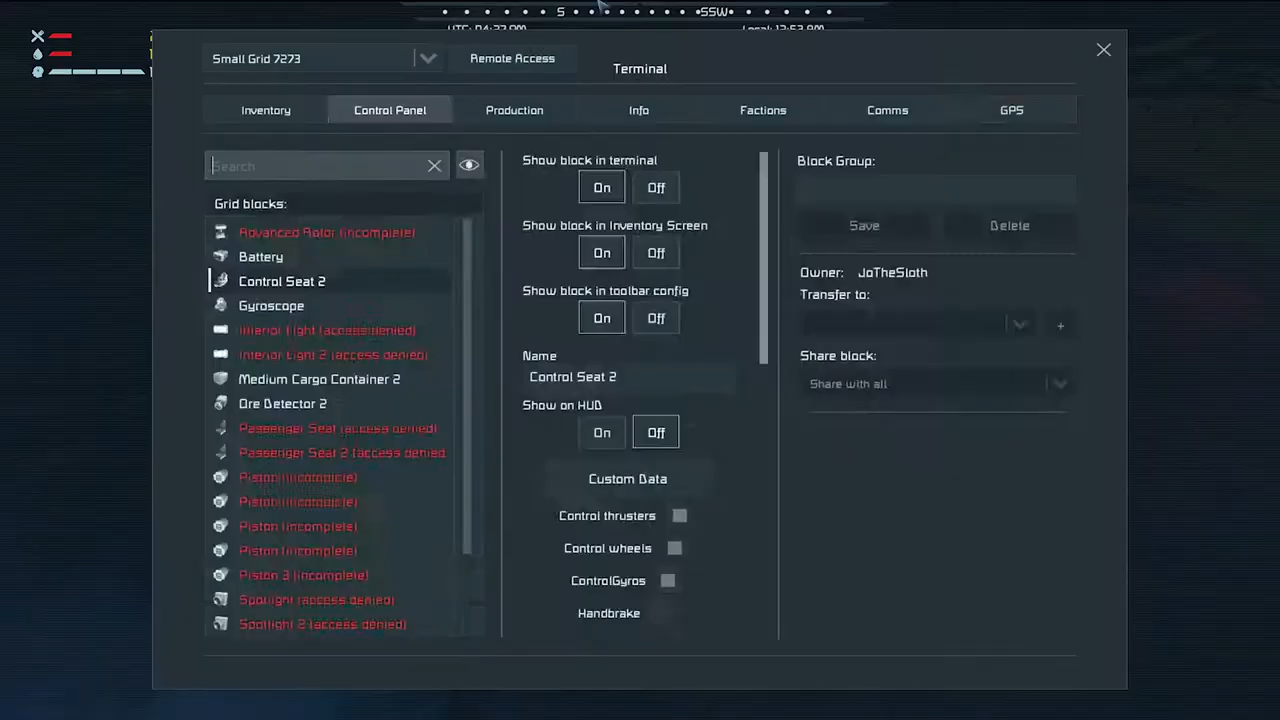 S
SSW
Small Grid 7273
Remote Access
Terminal
Inventory
Control Panel
Production
Info
Factions
Comms
GPS
Search
Grid blocks:
Advanced Rotor (incomplete)
Battery
Control Seat 2
Gyroscope
Interior Light (access denied)
Interior Light 2 (access denied)
Medium Cargo Container 2
Ore Detector 2
Passenger Seat (access denied)
Passenger Seat 2 (access denied
Piston (incomplete)
Piston (incomplete)
Piston (incomplete)
Piston (incomplete)
Piston 3 (incomplete)
Spotlight (access denied)
Spotlight 2 (access denied)
Show block in terminal
On Off
Show block in Inventory Screen
On Off
Show block in toolbar config
On Off
Name
Control Seat 2
Show on HUD
On Off
Custom Data
Control thrusters
Control wheels
ControlGyros
Handbrake
Block Group:
Save
Delete
Owner: JoTheSloth
Transfer to:
+
Share block:
Share with all